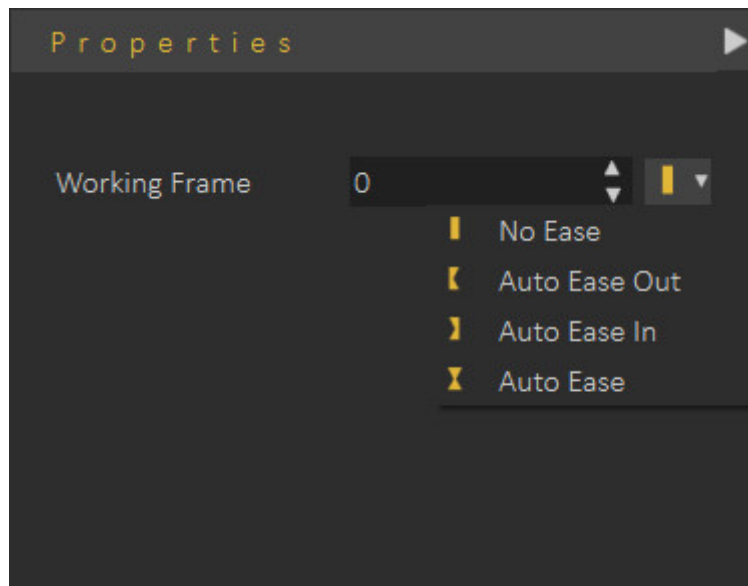 Properties
Working Frame 0
No Ease
Auto Ease Out
Auto Ease In
Auto Ease